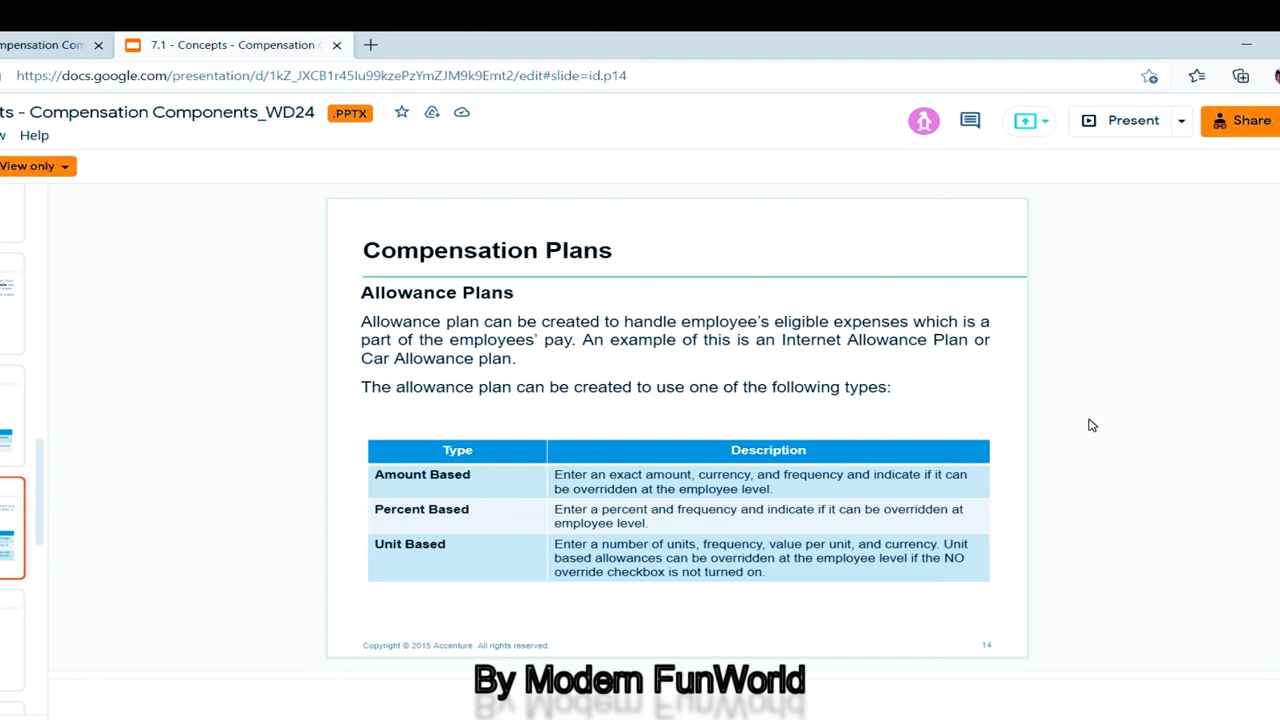 mpensation Com
7.1 - Concepts - Compensation C
https://docs.google.com/presentation/d/1kZ_JXCB1r45Iu99kzePzYmZJM9k9Emt2/edit#slide=id.p14
ts - Compensation Components_WD24 .PPTX
w Help
Present
Share
View only
Compensation Plans
Allowance Plans
Allowance plan can be created to handle employee’s eligible expenses which is a
part of the employees’ pay. An example of this is an Internet Allowance Plan or
Car Allowance plan.
The allowance plan can be created to use one of the following types:
Type Description
Amount Based Enter an exact amount, currency, and frequency and indicate if it can
be overridden at the employee level.
Percent Based Enter a percent and frequency and indicate if it can be overridden at
employee level.
Unit Based Enter a number of units, frequency, value per unit, and currency. Unit
based allowances can be overridden at the employee level if the NO
override checkbox is not turned on.
Copyright © 2015 Accenture All rights reserved. 14
By Modern FunWorld